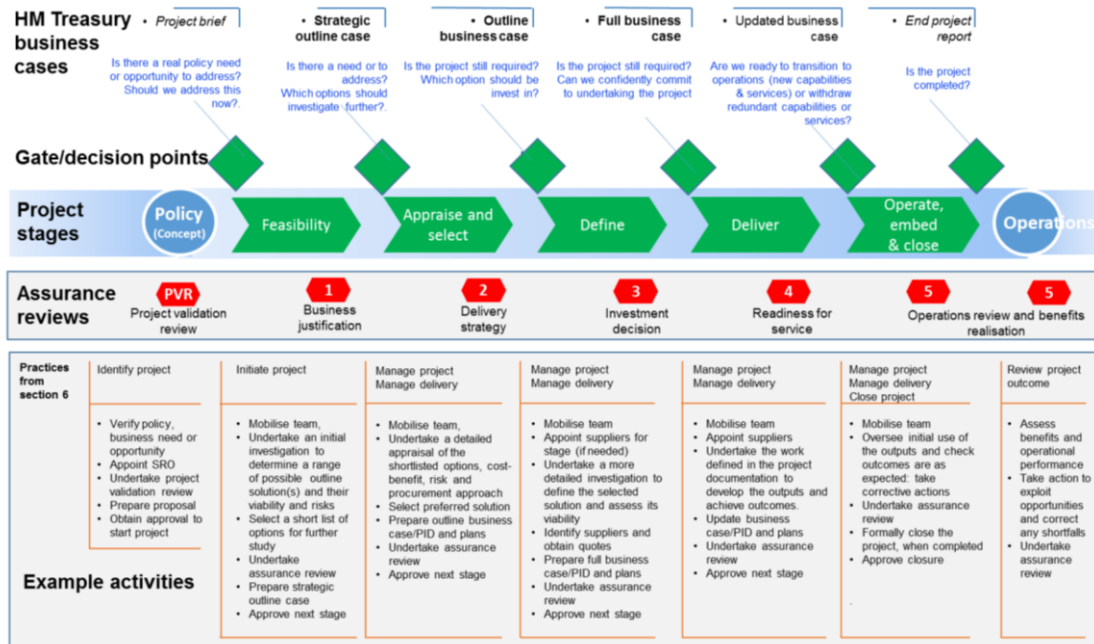 HM Treasury
business
cases
• Project brief
Is there a real policy need
or opportunity to address?
Should we address this
now?.
• Strategic
outline case
Is there a need or to
address?
Which options should
investigate further?.
• Outline
business case
Is the project still required?
Which option should be
invest in?
• Full business
case
Is the project still required?
Can we confidently commit
to undertaking the project
• Updated business
case
Are we ready to transition to
operations (new capabilities
& services) or withdraw
redundant capabilities or
services?
• End project
report
Is the project
completed?
Gate/decision points
Project
stages
Policy
(Concept)
Feasibility
Appraise and
select
Define
Deliver
Operate,
embed
& close
Operations
Assurance
reviews
PVR
Project validation
review
1
Business
justification
2
Delivery
strategy
3
Investment
decision
4
Readiness for
service
5
5
Operations review and benefits
realisation
Practices
from
section 6
Example activities
Identify project
• Verify policy,
business need or
opportunity
• Appoint SRO
• Undertake project
validation review
• Prepare proposal
• Obtain approval to
start project
Initiate project
• Mobilise team,
• Undertake an initial
investigation to
determine a range
of possible outline
solution(s) and their
viability and risks
• Select a short list of
options for further
study
• Undertake
assurance review
• Prepare strategic
outline case
• Approve next stage
Manage project
Manage delivery
• Mobilise team,
• Undertake a detailed
appraisal of the
shortlisted options, cost-
benefit, risk and
procurement approach
• Select preferred solution
• Prepare outline business
case/PID and plans
• Undertake assurance
review
• Approve next stage
Manage project
Manage delivery
• Mobilise team
• Appoint suppliers for
stage (if needed)
• Undertake a more
detailed investigation to
define the selected
solution and assess its
viability
• Identify suppliers and
obtain quotes
• Prepare full business
case/PID and plans
• Undertake assurance
review
• Approve next stage
Manage project
Manage delivery
• Mobilise team
• Appoint suppliers
• Undertake the work
defined in the project
documentation to
develop the outputs and
achieve outcomes.
• Update business
case/PID and plans
• Undertake assurance
review
• Approve next stage
Manage project
Manage delivery
Close project
• Mobilise team
• Oversee initial use of
the outputs and check
outcomes are as
expected: take
corrective actions
• Undertake assurance
review
• Formally close the
project, when completed
• Approve closure
.
Review project
outcome
• Assess
benefits and
operational
performance
• Take action to
exploit
opportunities
and correct
any shortfalls
• Undertake
assurance
review